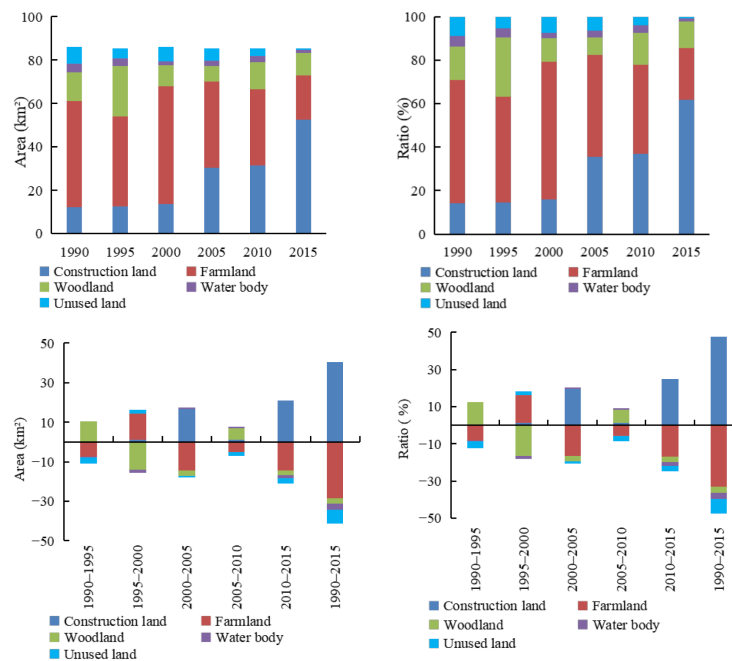 100
80
60
40
20
0
Area (km²)
1990 1995 2000 2005 2010 2015
Construction land Farmland
Woodland Water body
Unused land
100
80
60
40
20
0
Ratio (%)
1990 1995 2000 2005 2010 2015
Construction land Farmland
Woodland Water body
Unused land
50
30
10
−10
−30
−50
Area (km²)
1990–1995
1995–2000
2000–2005
2005–2010
2010–2015
1990–2015
Construction land Farmland
Woodland Water body
Unused land
50
30
10
−10
−30
−50
Ratio ( %)
1990–1995
1995–2000
2000–2005
2005–2010
2010–2015
1990–2015
Construction land Farmland
Woodland Water body
Unused land